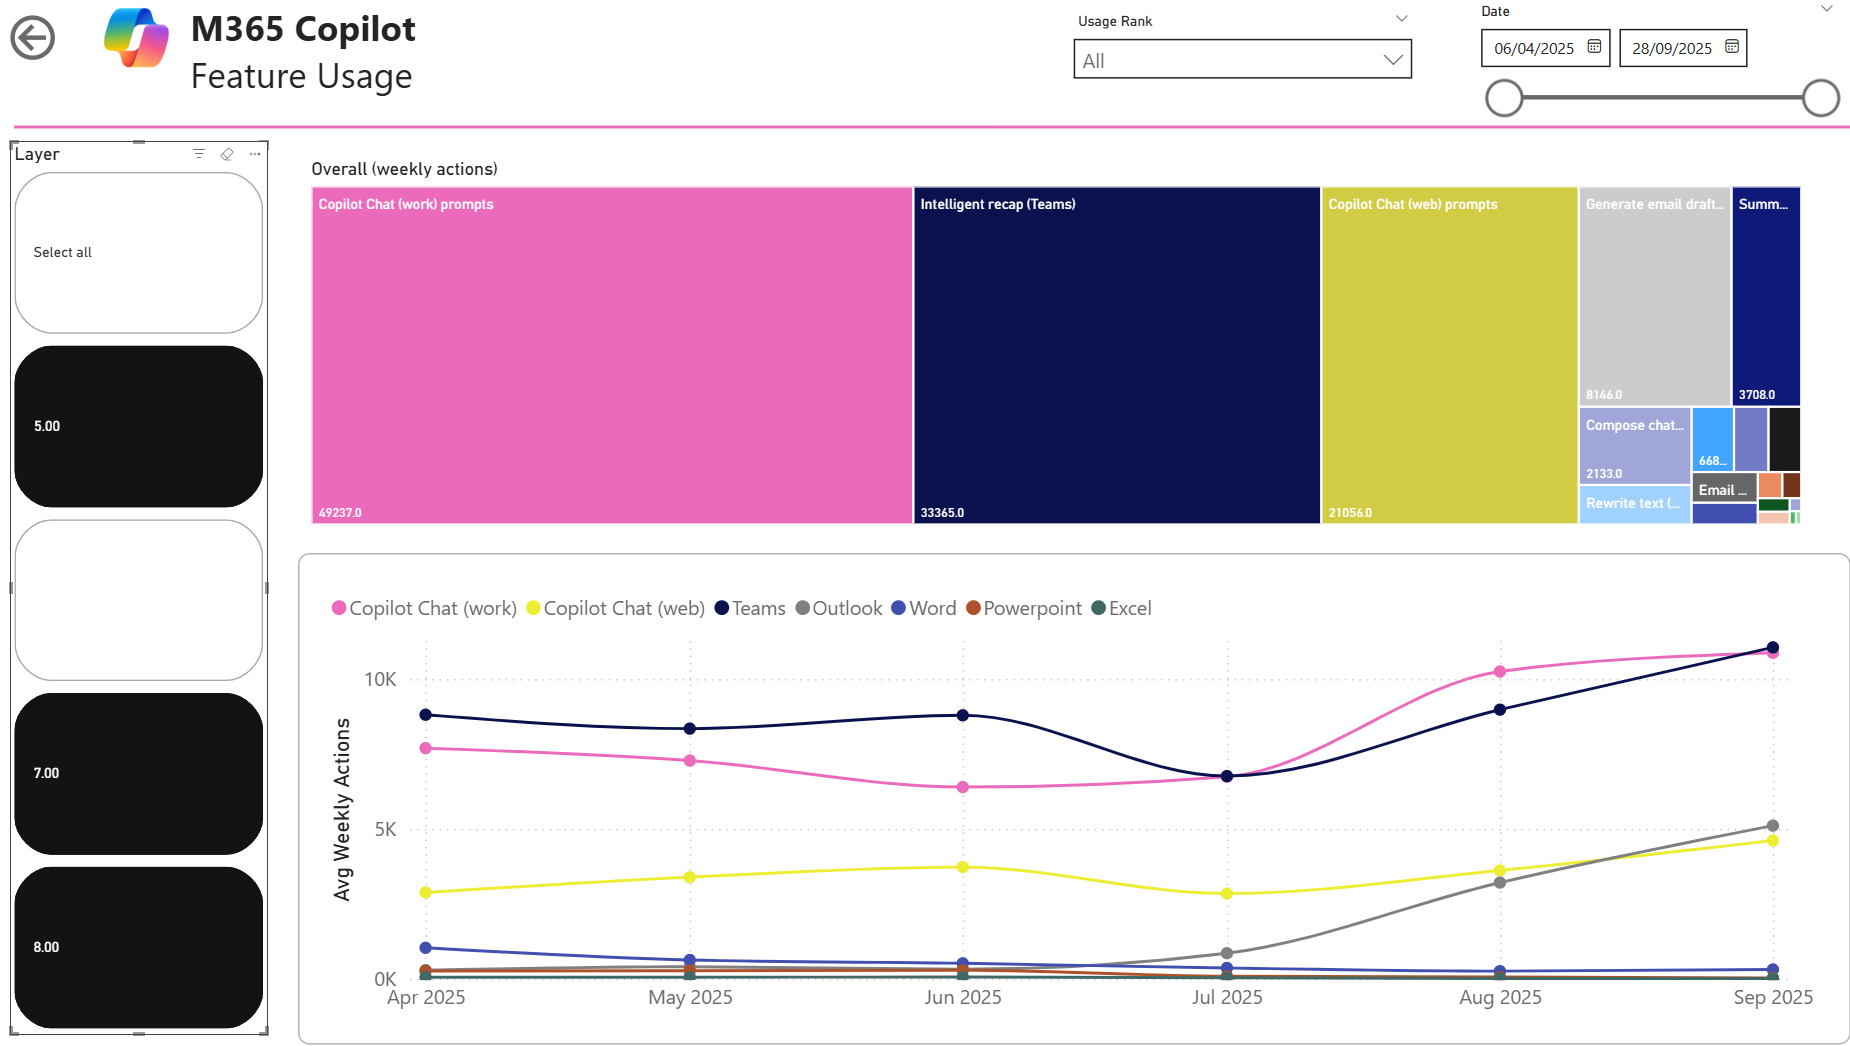 M365 Copilot
Feature Usage
Usage Rank
All
Date
06/04/2025
28/09/2025
Layer
Select all
5.00
7.00
8.00
Overall (weekly actions)
Copilot Chat (work) prompts
49237.0
Intelligent recap (Teams)
33365.0
Copilot Chat (web) prompts
21056.0
Generate email draft...
8146.0
Summ...
3708.0
Compose chat...
2133.0
668...
Rewrite text (...
Email ...
Copilot Chat (work) Copilot Chat (web) Teams Outlook Word Powerpoint Excel
Avg Weekly Actions
10K
5K
0K
Apr 2025 May 2025 Jun 2025 Jul 2025 Aug 2025 Sep 2025